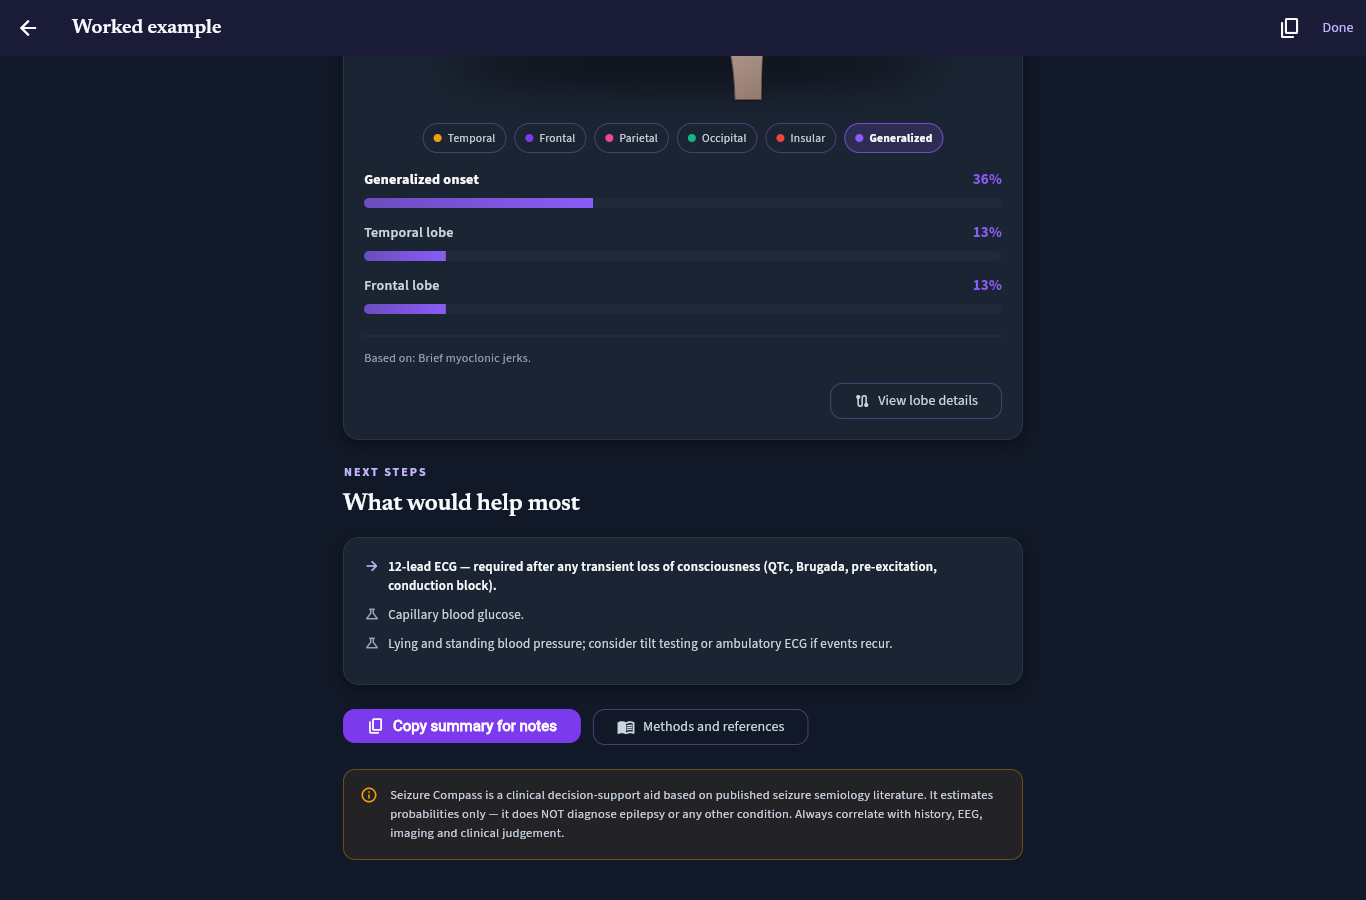 Worked example
Done
Temporal
Frontal
Parietal
Occipital
Insular
Generalized
Generalized onset
36%
Temporal lobe
13%
Frontal lobe
13%
Based on: Brief myoclonic jerks.
View lobe details
NEXT STEPS
What would help most
12-lead ECG — required after any transient loss of consciousness (QTc, Brugada, pre-excitation,
conduction block).
Capillary blood glucose.
Lying and standing blood pressure; consider tilt testing or ambulatory ECG if events recur.
Copy summary for notes
Methods and references
Seizure Compass is a clinical decision-support aid based on published seizure semiology literature. It estimates
probabilities only — it does NOT diagnose epilepsy or any other condition. Always correlate with history, EEG,
imaging and clinical judgement.